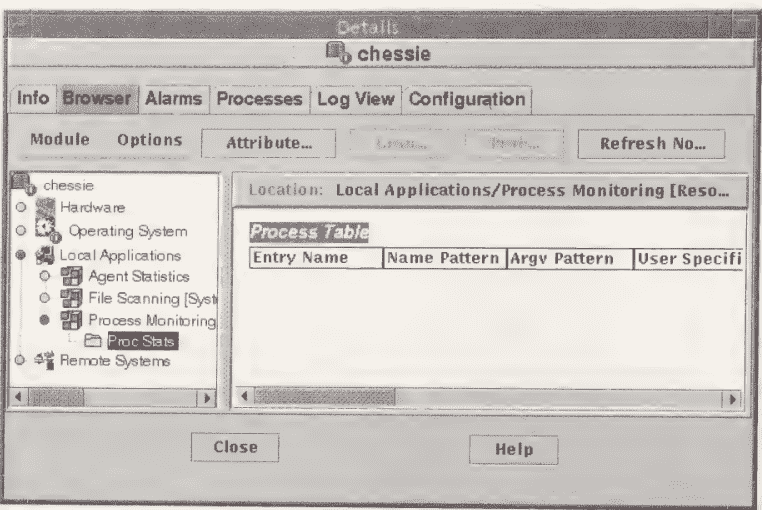 Details
chessie
Info Browser Alarms Processes Log View Configuration
Module Options Attribute... Refresh No...
chessie
Hardware
Operating System
Local Applications
Agent Statistics
File Scanning [Syst
Process Monitoring
Proc Stats
Remote Systems
Location: Local Applications/Process Monitoring [Reso...
Process Table
Entry Name Name Pattern Argv Pattern User Specifi
Close Help